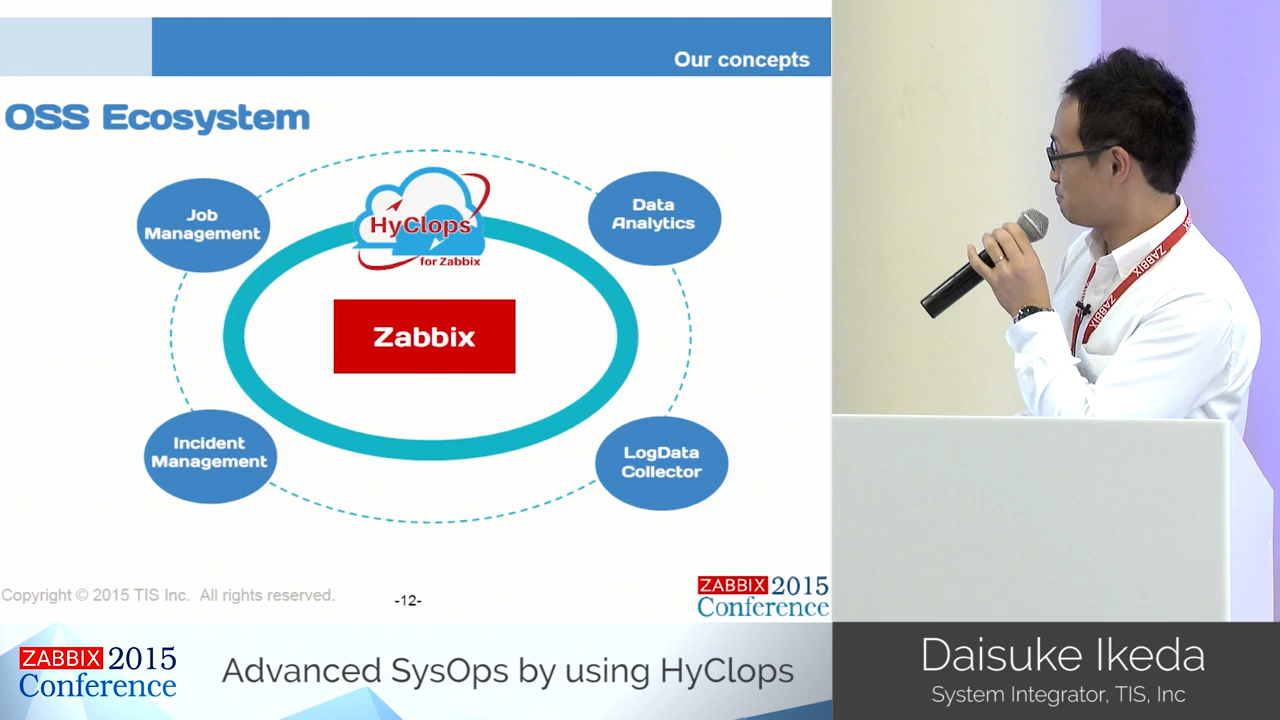 Our concepts
OSS Ecosystem
HyClops
for Zabbix
Job
Management
Data
Analytics
Zabbix
Incident
Management
LogData
Collector
Copyright © 2015 TIS Inc. All rights reserved.
-12-
ZABBIX 2015
Conference
ZABBIX
ZABBIX
ZABBIX 2015
Conference
Advanced SysOps by using HyClops
Daisuke Ikeda
System Integrator, TIS, Inc